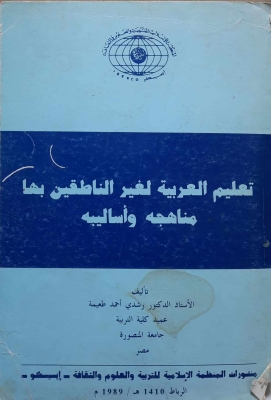 تعليم العربية لغير الناطقين بها
مناهجه وأساليبه
تأليف
الأستاذ الدكتور رشدي أحمد طعيمة
عميد كلية التربية
جامعة المنصورة
مصر
منشورات المنظمة الإسلامية للتربية والعلوم والثقافة - إيسيسكو -
الرباط 1410 هـ / 1989 م